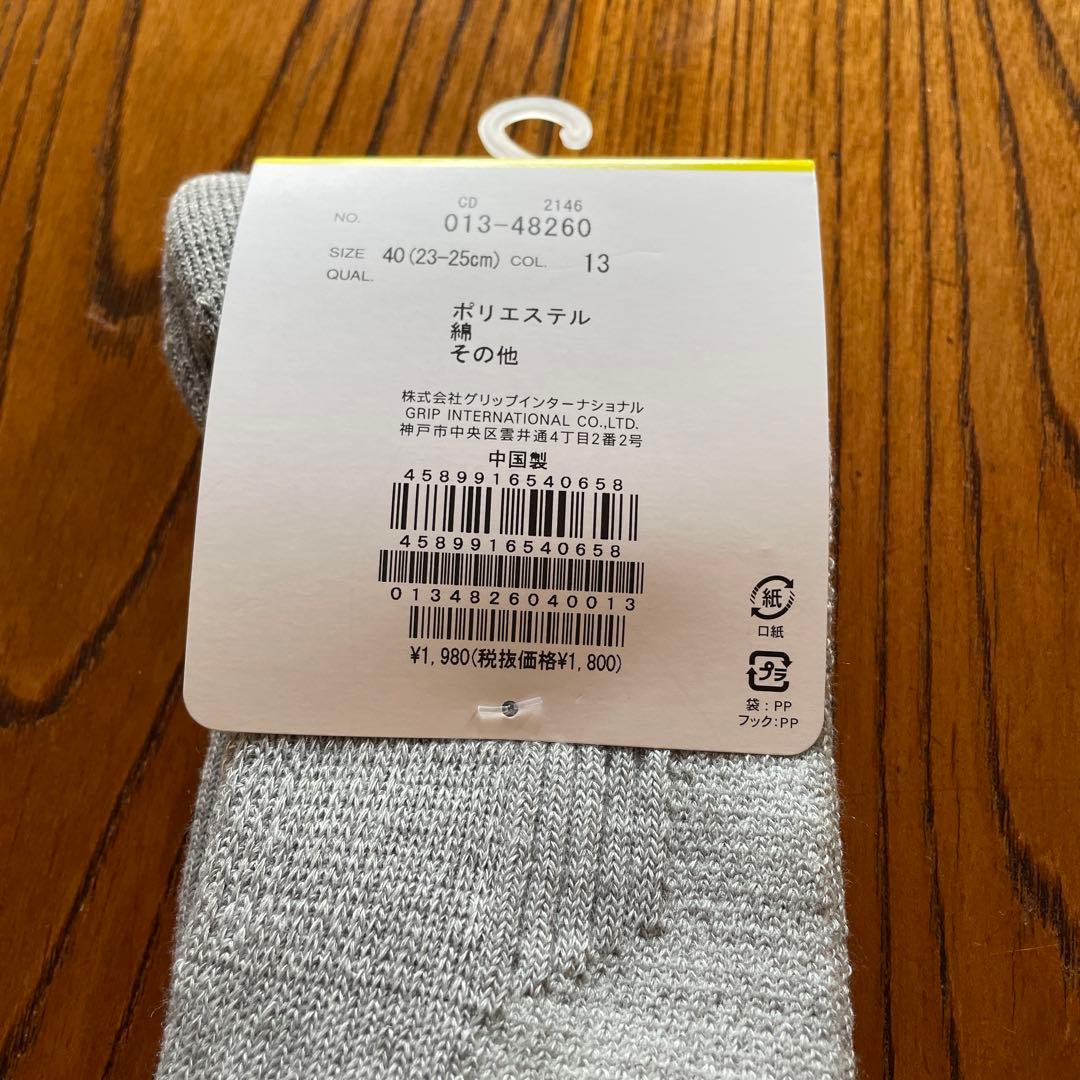 CD 2146
NO. 013-48260
SIZE 40(23-25cm) COL. 13
QUAL.
ポリエステル
綿
その他
株式会社グリップインターナショナル
GRIP INTERNATIONAL CO.,LTD.
神戸市中央区雲井通4丁目2番2号
中国製
4589916540658
4589916540658
0134826040013
¥1,980(税抜価格¥1,800)
紙
口紙
プラ
袋:PP
フック:PP